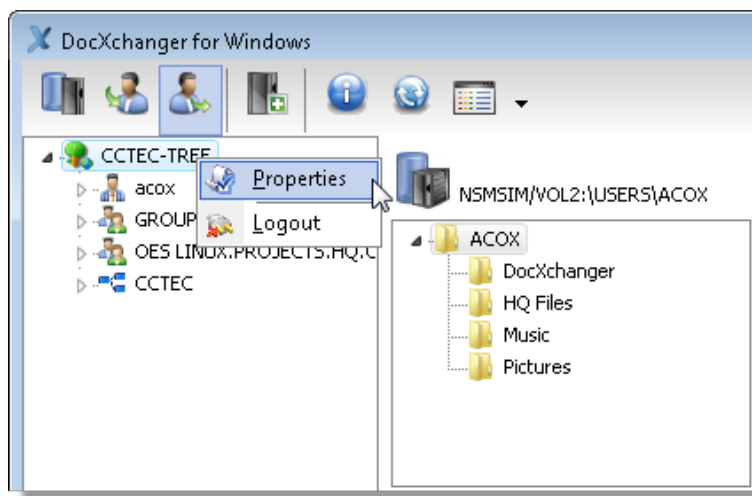 DocXchanger for Windows
CCTEC-TREE
Properties
acox
Logout
GROUP
OES LINUX.PROJECTS.HQ.C
CCTEC
NSMSIM/VOL2:\USERS\ACOX
ACOX
DocXchanger
HQ Files
Music
Pictures